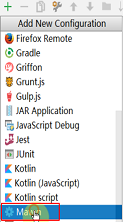 Add New Configuration
Firefox Remote
Gradle
Griffon
Grunt.js
Gulp.js
JAR Application
JavaScript Debug
Jest
JUnit
Kotlin
Kotlin (JavaScript)
Kotlin script